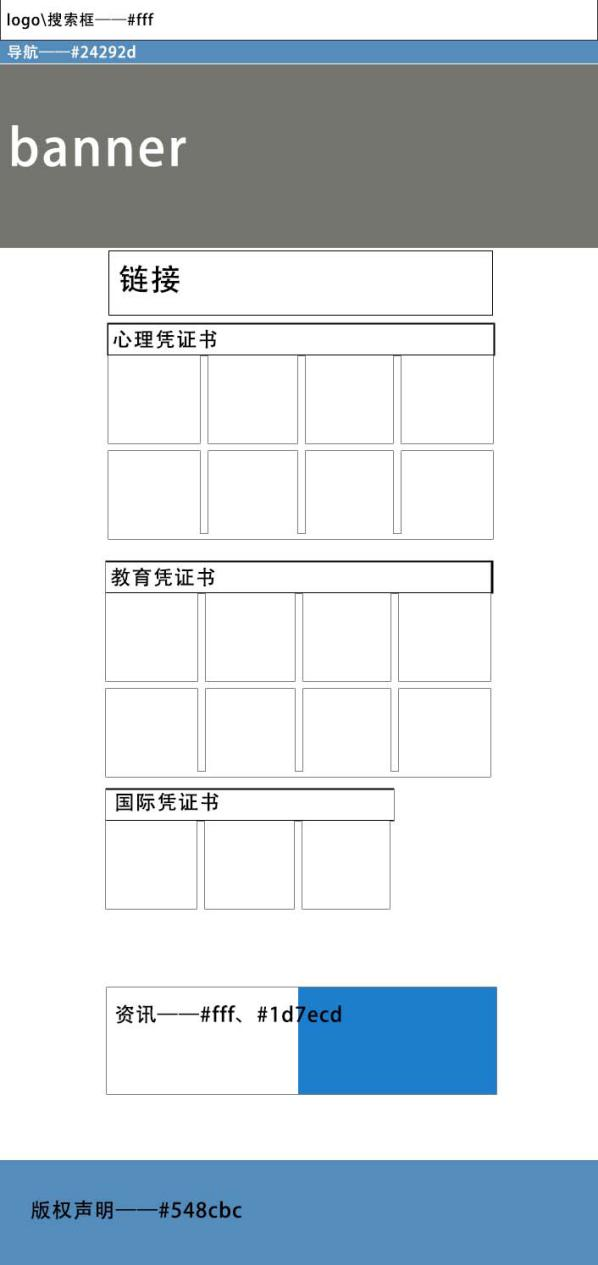 logo\搜索框——#fff
导航——#24292d
banner
链接
心理凭证书
教育凭证书
国际凭证书
资讯——#fff、#1d7ecd
版权声明——#548cbc